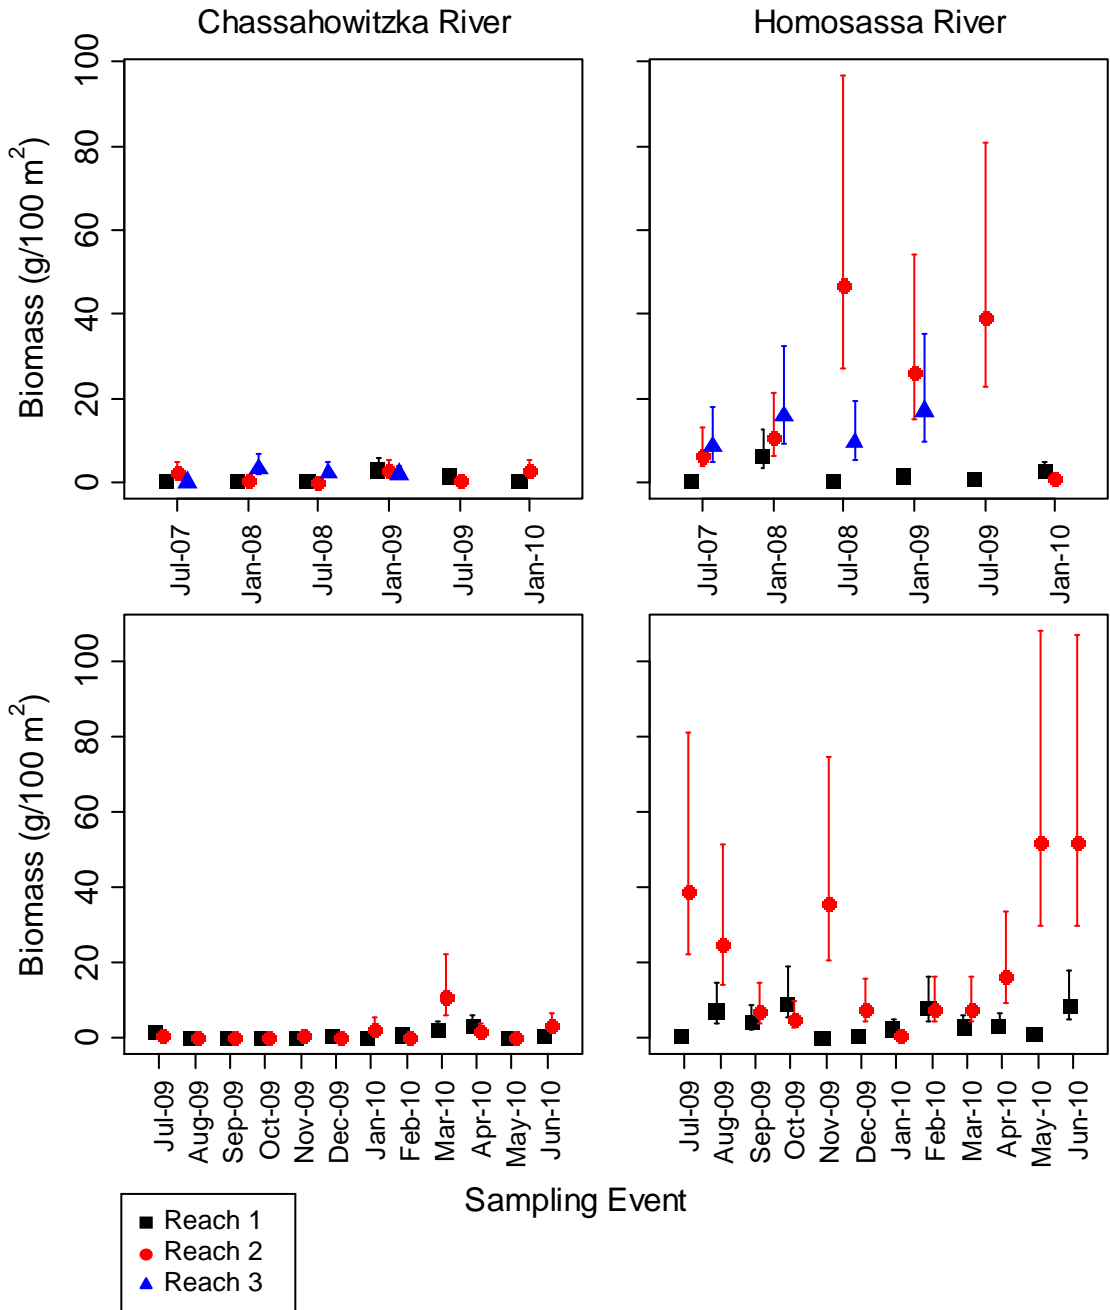 Chassahowitzka River
Homosassa River
Biomass (g/100 m²)
100
80
60
40
20
0
Jul-07
Jan-08
Jul-08
Jan-09
Jul-09
Jan-10
Jul-07
Jan-08
Jul-08
Jan-09
Jul-09
Jan-10
Biomass (g/100 m²)
100
80
60
40
20
0
Jul-09
Aug-09
Sep-09
Oct-09
Nov-09
Dec-09
Jan-10
Feb-10
Mar-10
Apr-10
May-10
Jun-10
Jul-09
Aug-09
Sep-09
Oct-09
Nov-09
Dec-09
Jan-10
Feb-10
Mar-10
Apr-10
May-10
Jun-10
Sampling Event
Reach 1
Reach 2
Reach 3